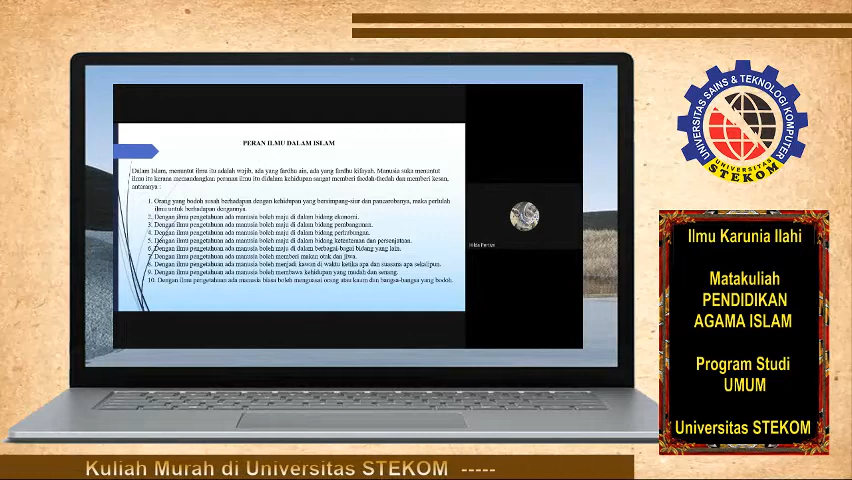 PERAN ILMU DALAM ISLAM
Dalam Islam, menuntut ilmu itu adalah wajib, ada yang fardhu ain, ada yang fardhu kifayah. Manusia suka menuntut
ilmu ini kerana memandangkan peranan ilmu itu didalam kehidupan sangat memberi faedah-faedah dan memberi kesan,
antaranya :
1. Orang yang bodoh susah berhadapan dengan kehidupan yang bersimpang-siur dan pancarobanya, maka perlulah
ilmu untuk berhadapan dengannya.
2. Dengan ilmu pengetahuan ada manusia boleh maju di dalam bidang ekonomi.
3. Dengan ilmu pengetahuan ada manusia boleh maju di dalam bidang pembangunan.
4. Dengan ilmu pengetahuan ada manusia boleh maju di dalam bidang perhubungan.
5. Dengan ilmu pengetahuan ada manusia boleh maju di dalam bidang ketenteraan dan persenjataan.
6. Dengan ilmu pengetahuan ada manusia boleh maju di dalam berbagai-bagai bidang yang lain.
7. Dengan ilmu pengetahuan ada manusia boleh memberi makan otak dan jiwa.
8. Dengan ilmu pengetahuan ada manusia boleh menjadi kawan di waktu ketika apa dan suasana apa sekalipun.
9. Dengan ilmu pengetahuan ada manusia boleh membawa kehidupan yang mudah dan senang.
10. Dengan ilmu pengetahuan ada manusia biasa boleh menguasai orang atau kaum dan bangsa-bangsa yang bodoh.
UNIVERSITAS SAINS & TEKNOLOGI KOMPUTER
UNIVERSITAS
STEKOM
Ilmu Karunia Ilahi
Matakuliah
PENDIDIKAN
AGAMA ISLAM
Program Studi
UMUM
Universitas STEKOM
Kuliah Murah di Universitas STEKOM -----